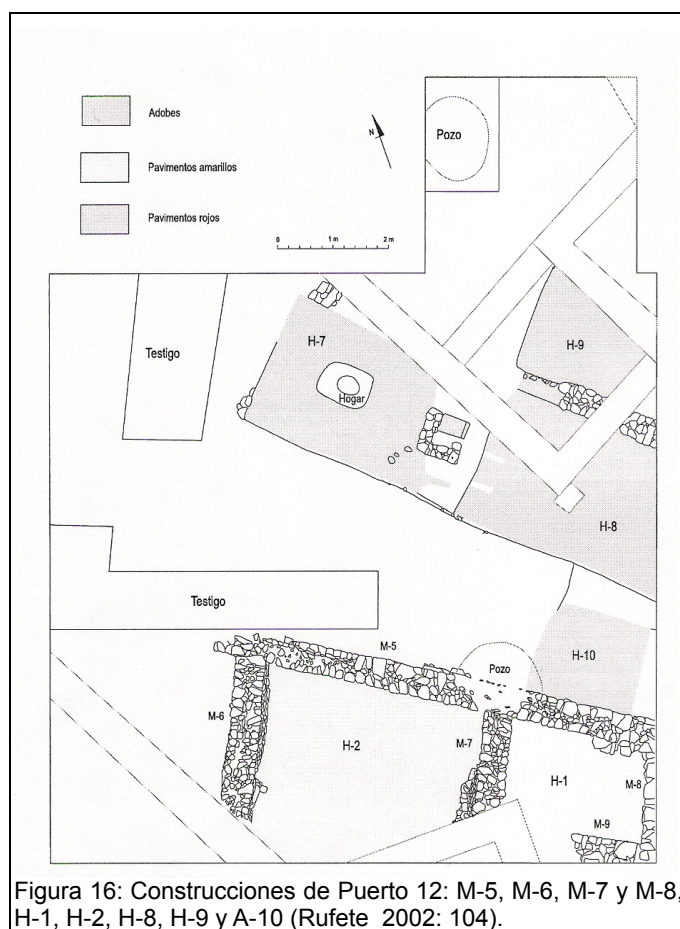 Adobes
Pavimentos amarillos
Pavimentos rojos
N
0 1 m 2 m
Pozo
Testigo
H-7
Hogar
H-9
H-8
Testigo
M-5
Pozo
H-10
M-6
H-2
M-7
H-1
M-8
M-9
Figura 16: Construcciones de Puerto 12: M-5, M-6, M-7 y M-8,
H-1, H-2, H-8, H-9 y A-10 (Rufete 2002: 104).